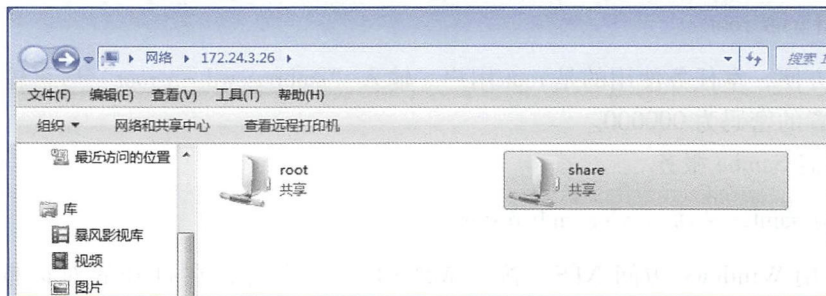 网络 172.24.3.26 搜索
文件(F) 编辑(E) 查看(V) 工具(T) 帮助(H)
组织 网络和共享中心 查看远程打印机
最近访问的位置
root
共享
share
共享
库
暴风影视库
视频
图片